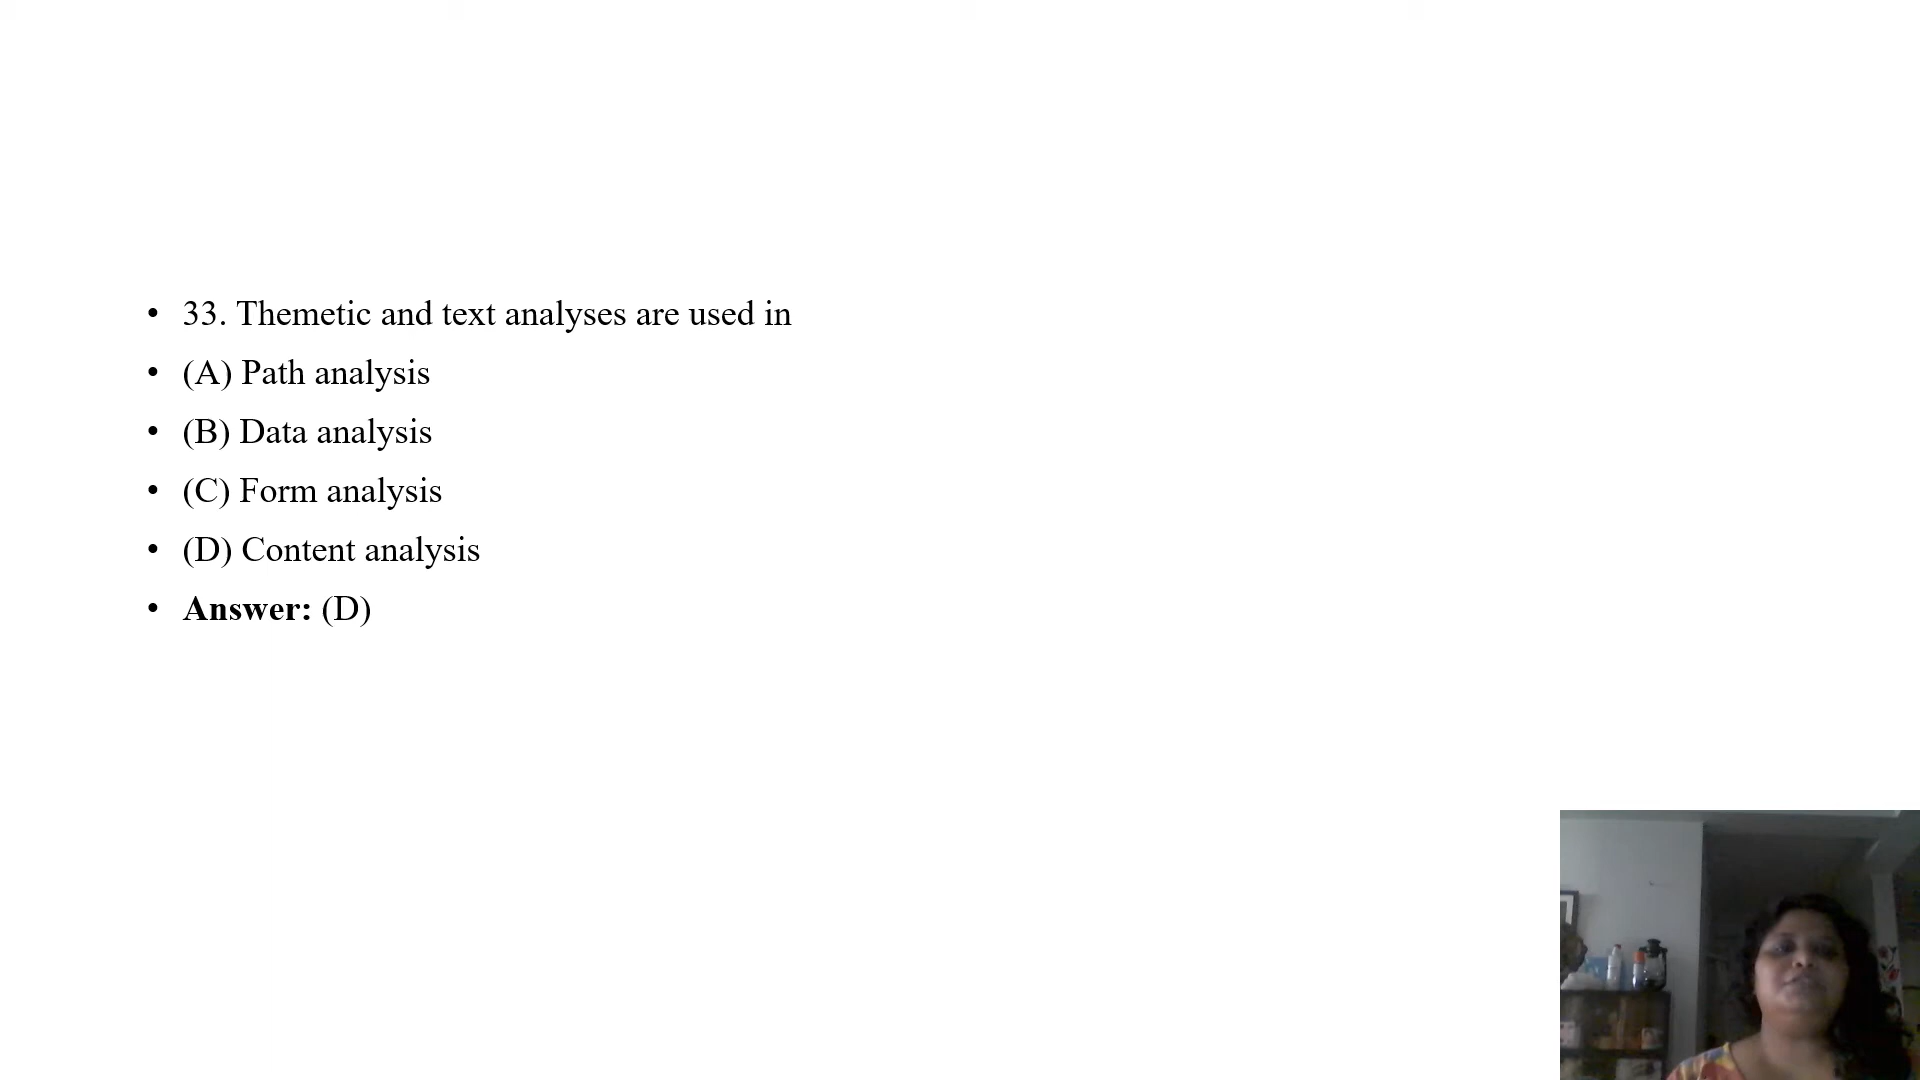 • 33. Themetic and text analyses are used in
• (A) Path analysis
• (B) Data analysis
• (C) Form analysis
• (D) Content analysis
• Answer: (D)